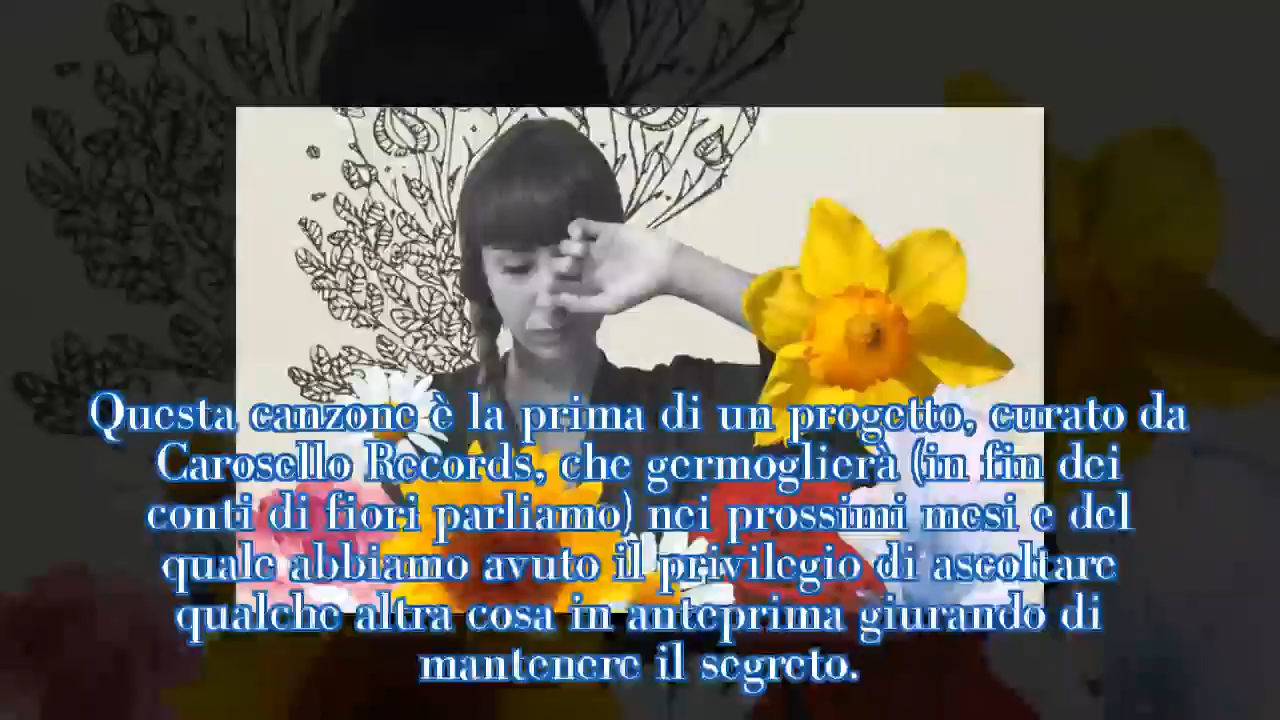 Questa canzone è la prima di un progetto, curato da
Carosello Records, che germoglierà (in fin dei
conti di fiori parliamo) nei prossimi mesi e del
quale abbiamo avuto il privilegio di ascoltare
qualche altra cosa in anteprima giurando di
mantenere il segreto.